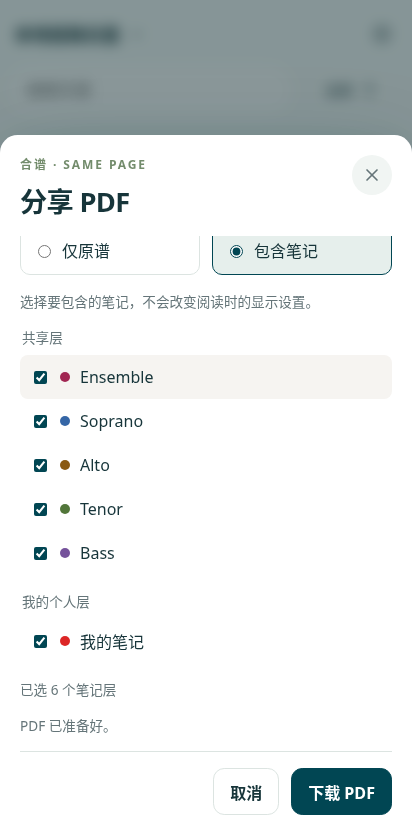 合谱 · SAME PAGE
分享 PDF
仅原谱
包含笔记
选择要包含的笔记，不会改变阅读时的显示设置。
共享层
Ensemble
Soprano
Alto
Tenor
Bass
我的个人层
我的笔记
已选 6 个笔记层
PDF 已准备好。
取消
下载 PDF